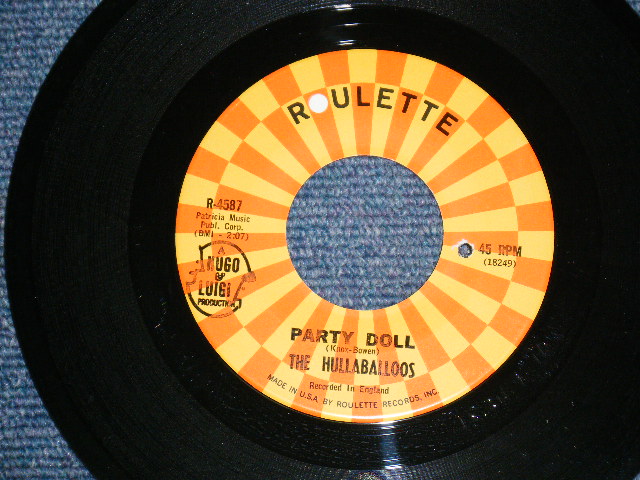 ROULETTE
R-4587
Patricia Music
Publ. Corp.
(BMI - 2:07)
A
HUGO
&
LUIGI
PRODUCTION
45 RPM
(18249)
PARTY DOLL
(Knox-Bowen)
THE HULLABALLOOS
Recorded In England
MADE IN U.S.A. BY ROULETTE RECORDS, INC.